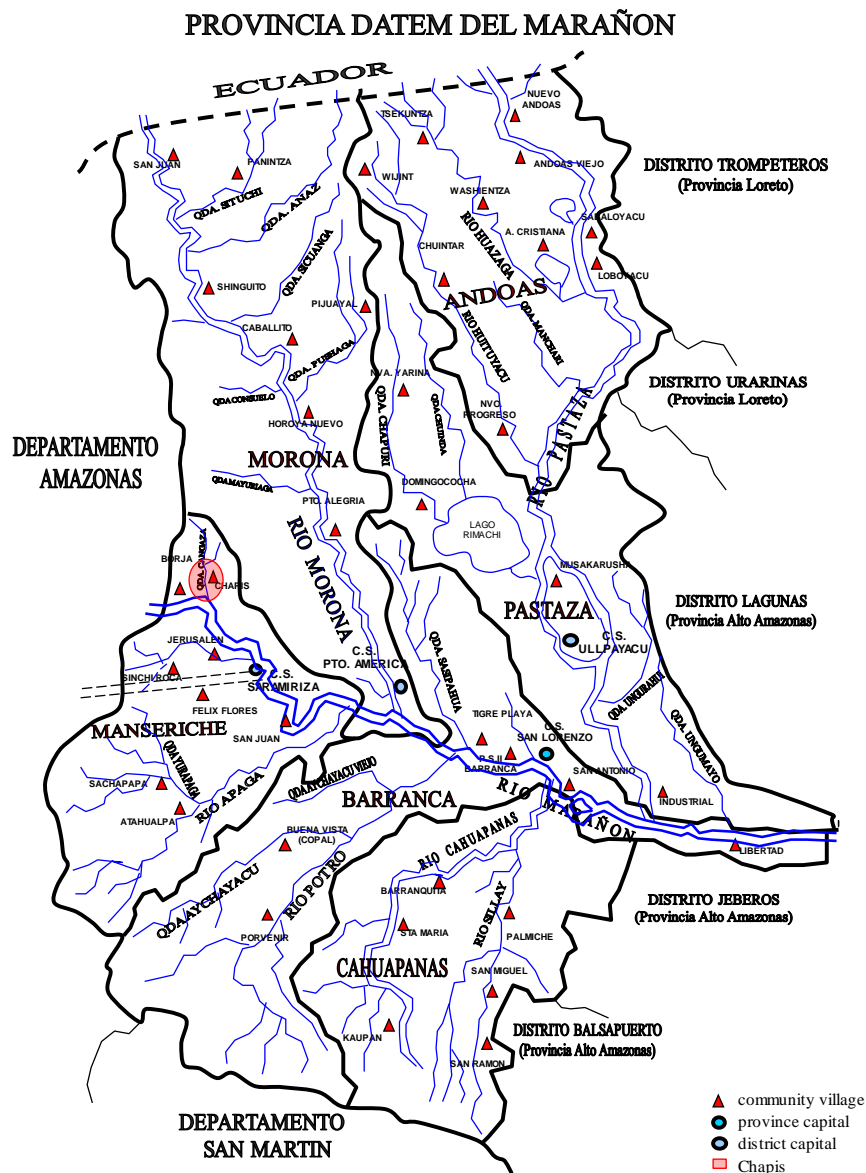 PROVINCIA DATEM DEL MARAÑON
ECUADOR
NUEVO
ANDOAS
TSEKUNTZA
SAN JUAN
PANINTZA
WIJINT
ANDOAS VIEJO
DISTRITO TROMPETEROS
(Provincia Loreto)
QDA. SITUCHI
QDA. ANAZ
WASHIENTZA
RIO HUAZAGA
A. CRISTIANA
SABALOYACU
LOBOYACU
CHUINTAR
QDA. SICUANGA
SHINGUITO
PIJUAYAL
ANDOAS
CABALLITO
QDA. PUSHAGA
RIO HUITUYACU
QDA. MANCHARI
NVA. YARINA
QDA CONSUELO
QDA. CHAPURI
QDA CHUINDA
NVO.
PROGRESO
HOROYA NUEVO
RIO PASTAZA
DISTRITO URARINAS
(Provincia Loreto)
DEPARTAMENTO
AMAZONAS
MORONA
QDA MAYURIAGA
PTO. ALEGRIA
DOMINGOCOCHA
LAGO
RIMACHI
RIO MORONA
BORJA
QDA. CANGAZA
CHAPIS
MUSAKARUSHA
PASTAZA
DISTRITO LAGUNAS
(Provincia Alto Amazonas)
JERUSALEN
SINCHI ROCA
C.S.
SARAMIRIZA
C.S.
PTO. AMERICA
QDA. SASIPAHUA
C.S.
ULLPAYACU
QDA. UNGURAHUI
QDA. UNGUMAYO
FELIX FLORES
MANSERICHE
SAN JUAN
TIGRE PLAYA
C.S.
SAN LORENZO
P.S.II
BARRANCA
SAN ANTONIO
INDUSTRIAL
QDA YURAPAGA
SACHAPAPA
ATAHUALPA
RIO APAGA
QDA AYCHAYACU VIEJO
BARRANCA
RIO MARAÑON
LIBERTAD
BUENA VISTA
(COPAL)
QDA AYCHAYACU
RIO POTRO
PORVENIR
RIO CAHUAPANAS
BARRANQUITA
STA MARIA
RIO SILLAY
PALMICHE
DISTRITO JEBEROS
(Provincia Alto Amazonas)
CAHUAPANAS
SAN MIGUEL
KAUPAN
SAN RAMON
DISTRITO BALSAPUERTO
(Provincia Alto Amazonas)
DEPARTAMENTO
SAN MARTIN
community village
province capital
district capital
Chapis